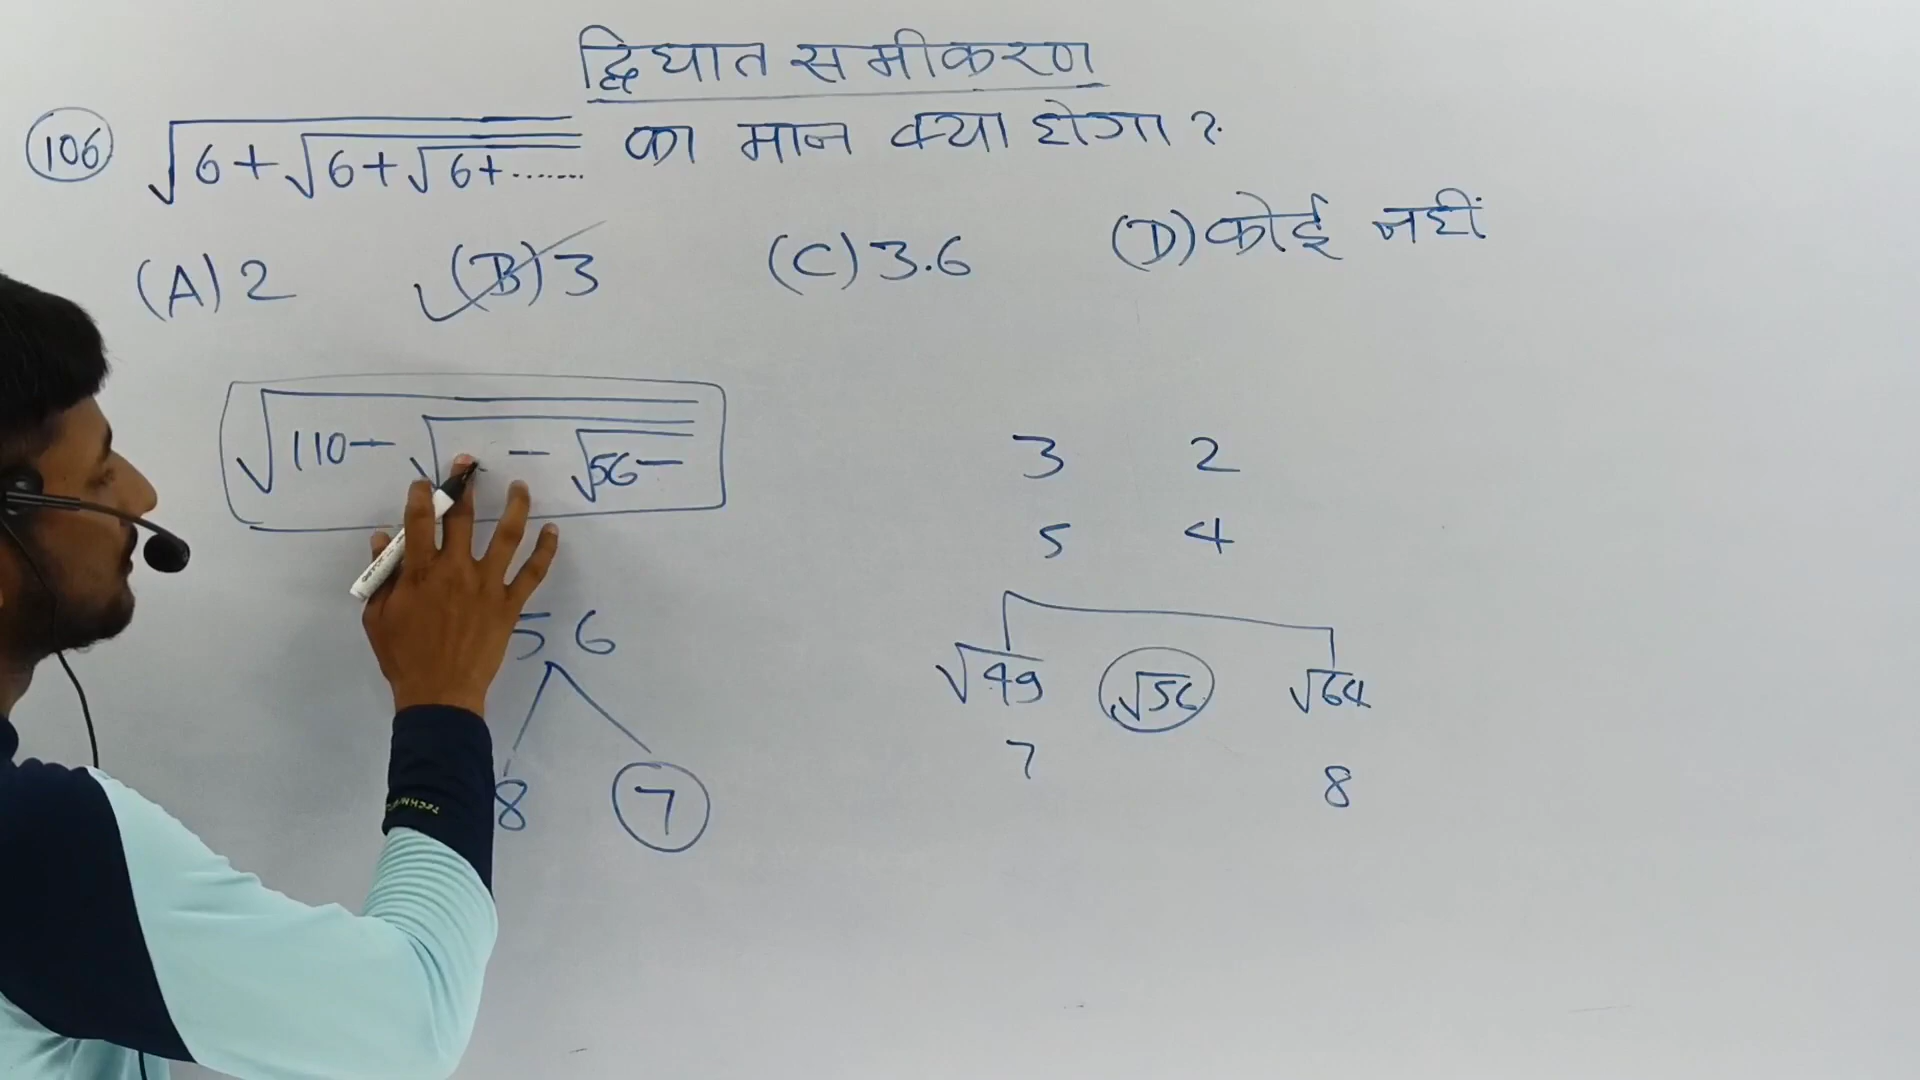 द्विघात समीकरण
(106) √6+√6+√6+....... का मान क्या होगा ?
(A) 2 (B) 3 (C) 3.6 (D) कोई नहीं
√110-√ - √56-
3 2
5 4
56
8 7
√49 √56 √64
7 8